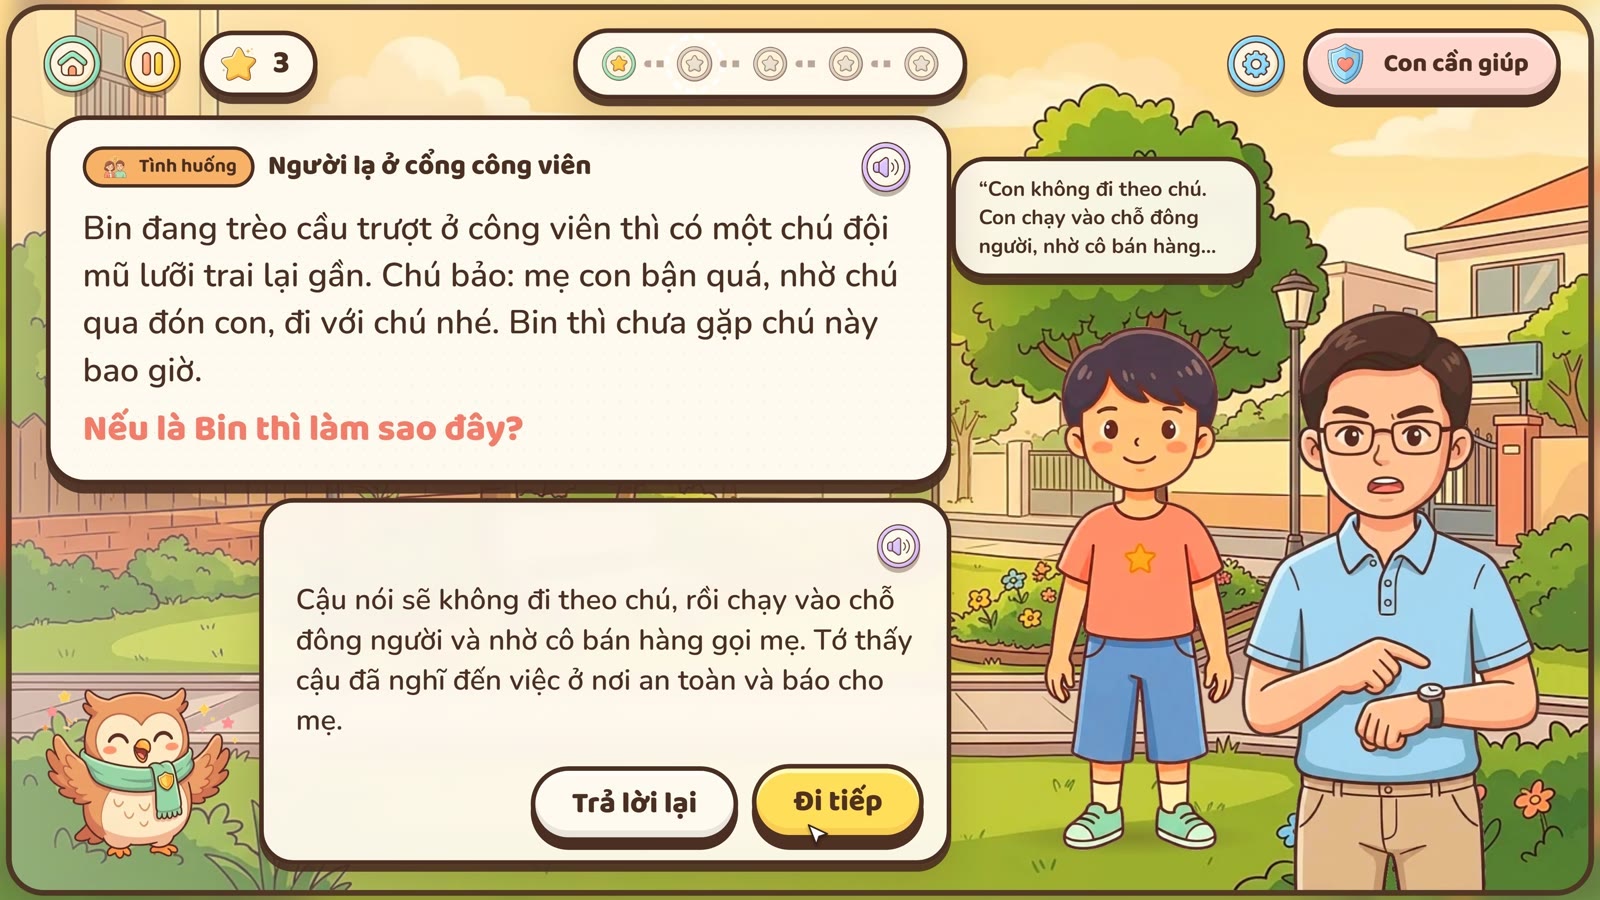 3
Con cần giúp
Tình huống
Người lạ ở cổng công viên
Bin đang trèo cầu trượt ở công viên thì có một chú đội
mũ lưỡi trai lại gần. Chú bảo: mẹ con bận quá, nhờ chú
qua đón con, đi với chú nhé. Bin thì chưa gặp chú này
bao giờ.
Nếu là Bin thì làm sao đây?
“Con không đi theo chú.
Con chạy vào chỗ đông
người, nhờ cô bán hàng...
Cậu nói sẽ không đi theo chú, rồi chạy vào chỗ
đông người và nhờ cô bán hàng gọi mẹ. Tớ thấy
cậu đã nghĩ đến việc ở nơi an toàn và báo cho
mẹ.
Trả lời lại
Đi tiếp